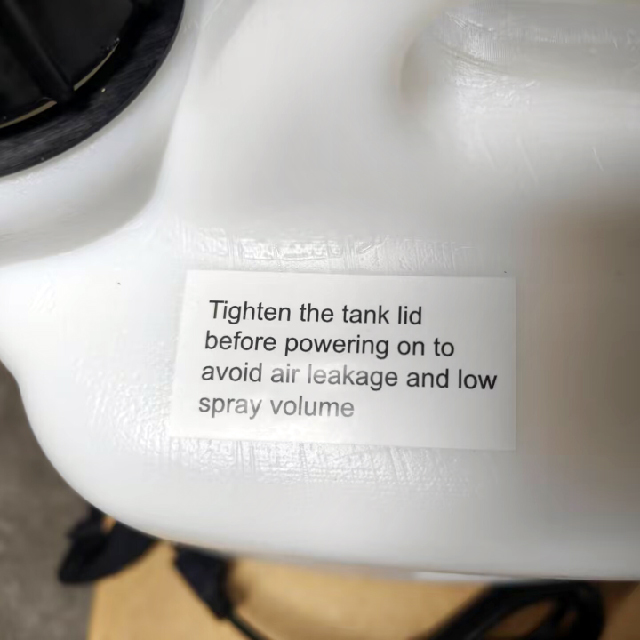 Tighten the tank lid
before powering on to
avoid air leakage and low
spray volume